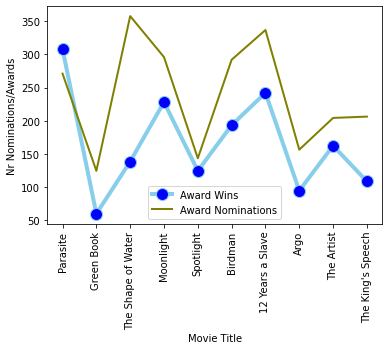 Nr Nominations/Awards
350
300
250
200
150
100
50
Award Wins
Award Nominations
Parasite
Green Book
The Shape of Water
Moonlight
Spotlight
Birdman
12 Years a Slave
Argo
The Artist
The King's Speech
Movie Title